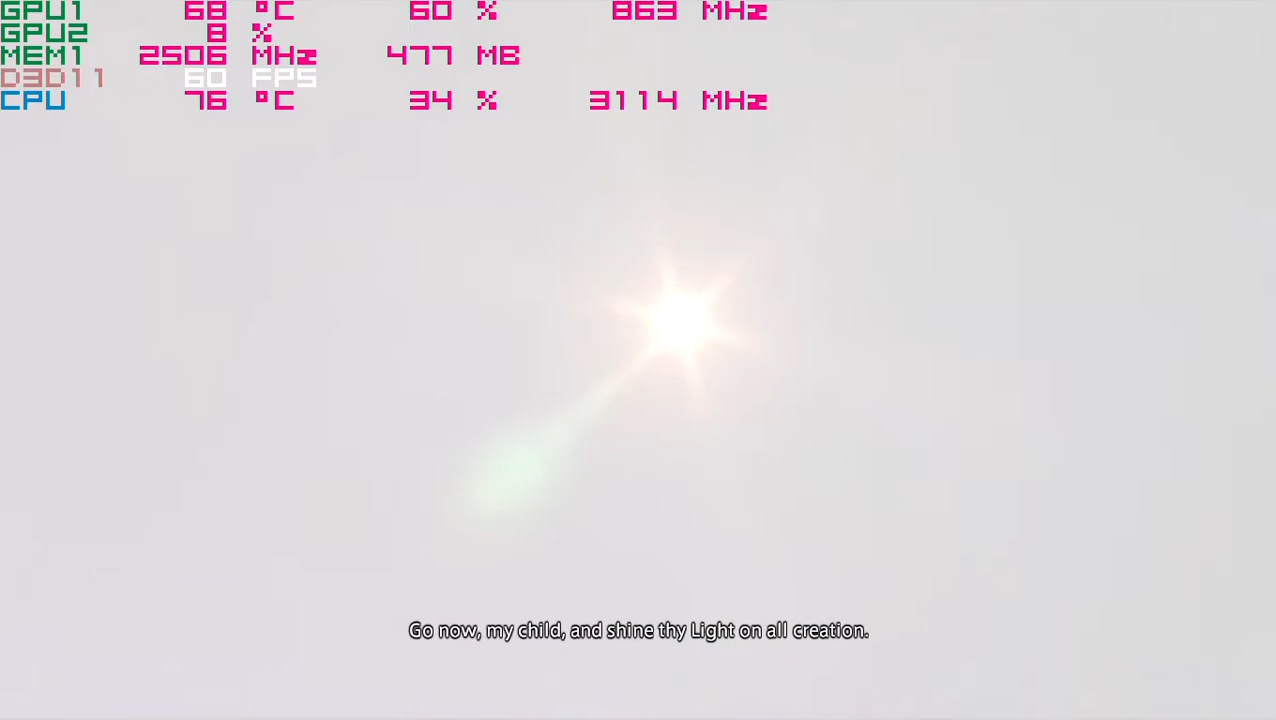 GPU1 68 °C 60 % 863 MHz
GPU2 8 %
MEM1 2506 MHz 477 MB
D3D11 60 FPS
CPU 76 °C 34 % 3114 MHz
Go now, my child, and shine thy Light on all creation.